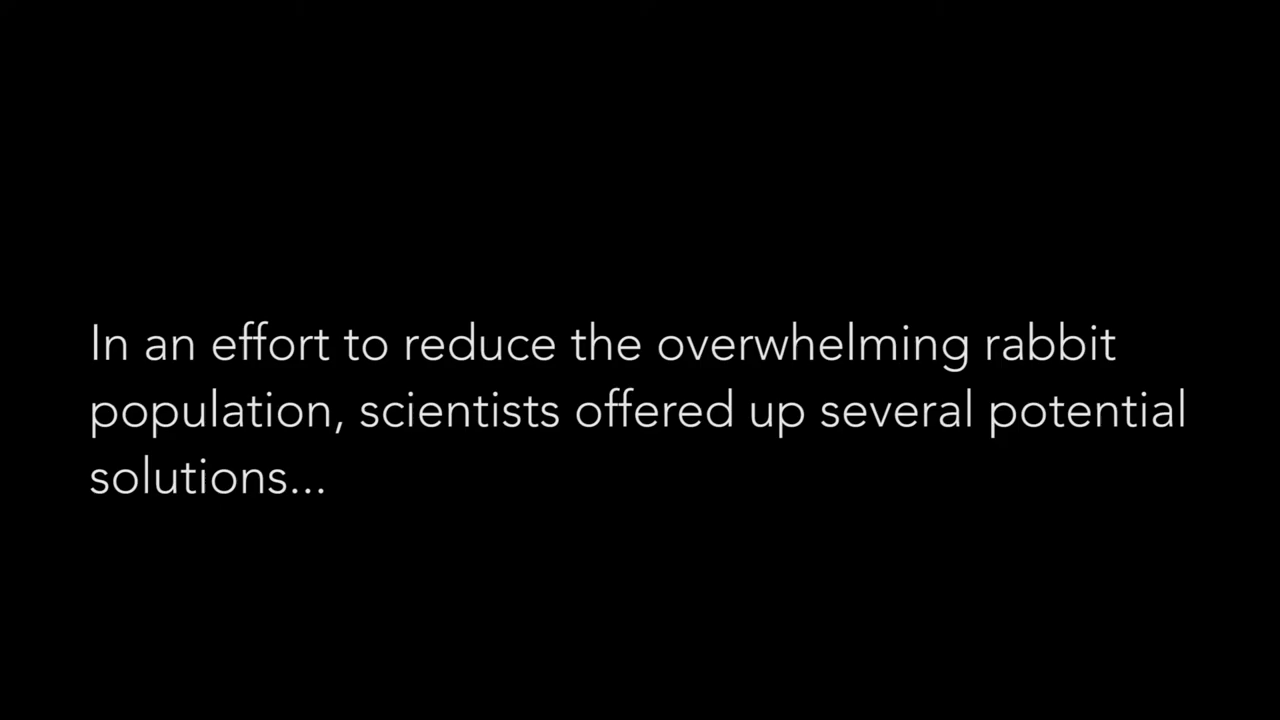 In an effort to reduce the overwhelming rabbit
population, scientists offered up several potential
solutions...